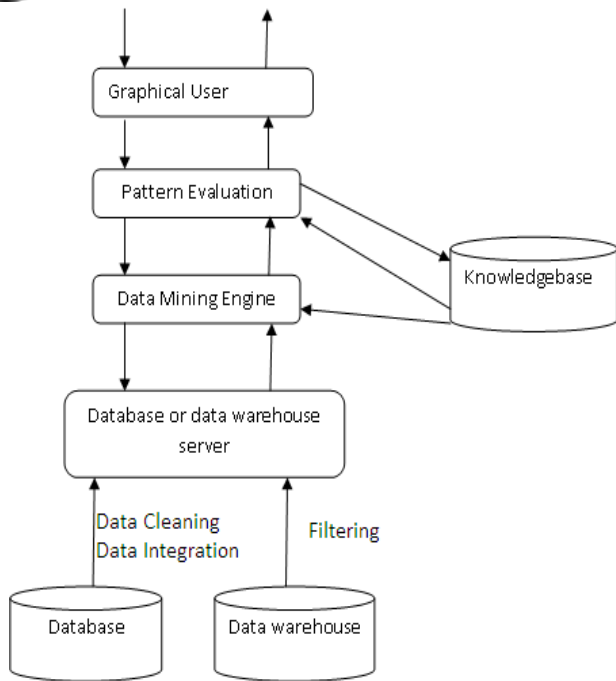 Graphical User
Pattern Evaluation
Knowledgebase
Data Mining Engine
Database or data warehouse
server
Data Cleaning
Data Integration
Filtering
Database
Data warehouse